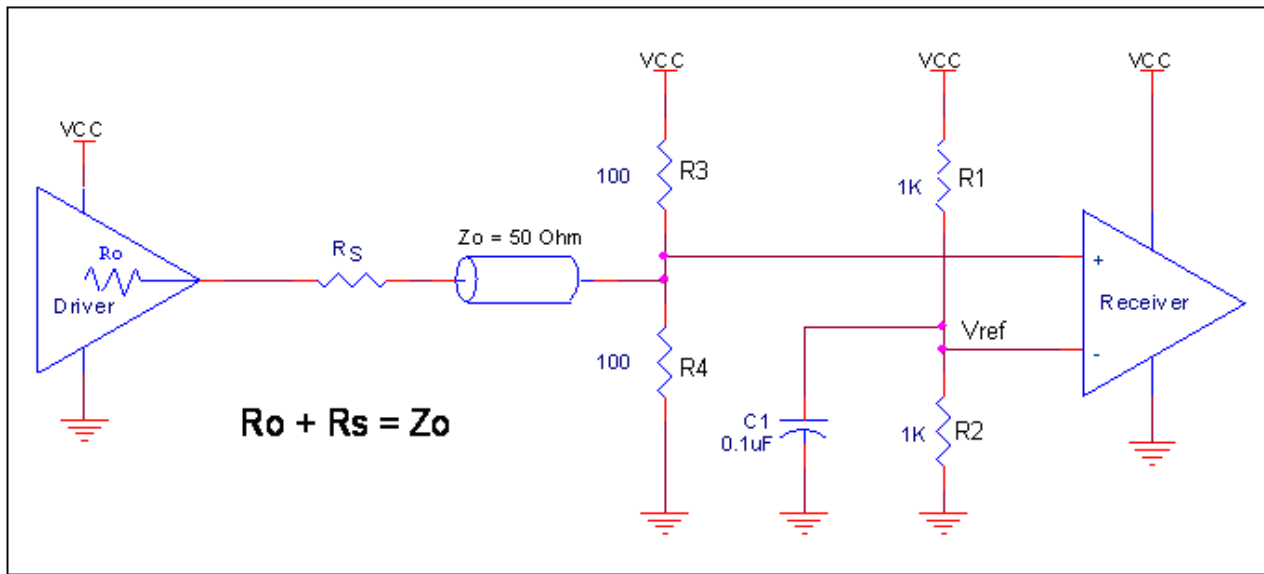 VCC
VCC
VCC
VCC
Ro
Driver
RS
Zo = 50 Ohm
100
R3
1K
R1
+
Receiver
-
Vref
100
R4
C1
0.1uF
1K
R2
Ro + Rs = Zo